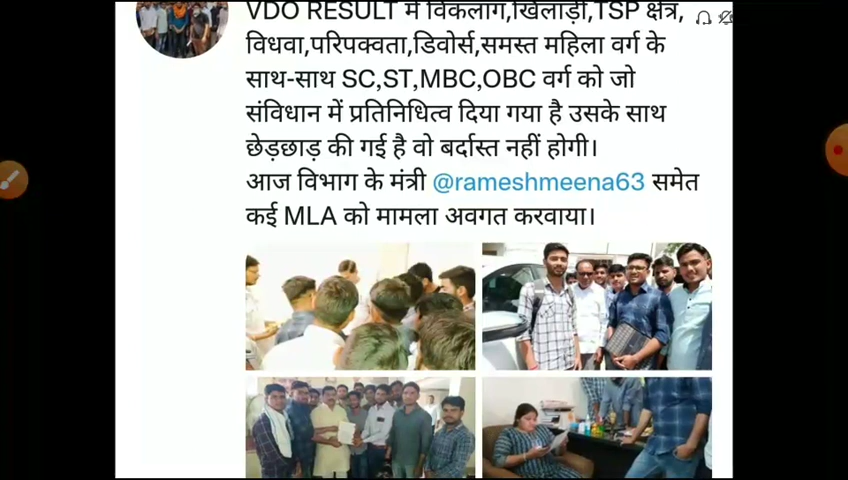 VDO RESULT में विकलांग,खिलाड़ी,TSP क्षेत्र,
विधवा,परिपक्वता,डिवोर्स,समस्त महिला वर्ग के
साथ-साथ SC,ST,MBC,OBC वर्ग को जो
संविधान में प्रतिनिधित्व दिया गया है उसके साथ
छेड़छाड़ की गई है वो बर्दास्त नहीं होगी।
आज विभाग के मंत्री @rameshmeena63 समेत
कई MLA को मामला अवगत करवाया।